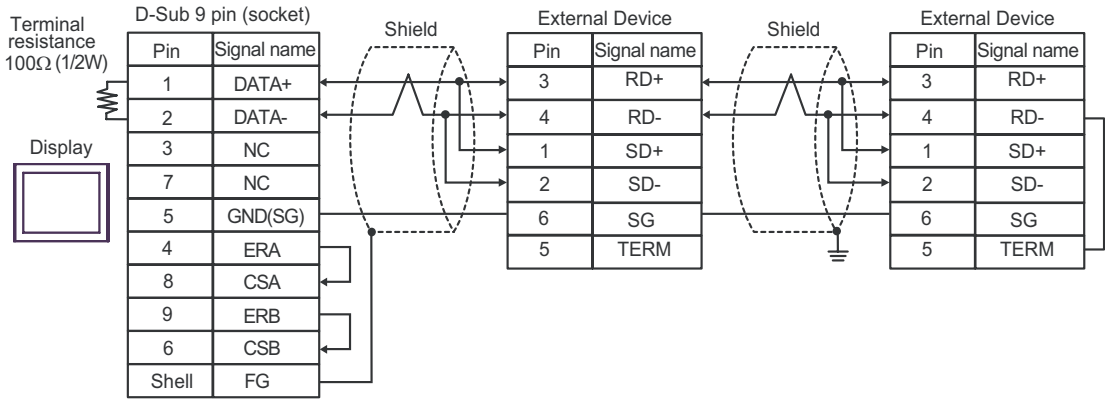 Terminal
resistance
100Ω (1/2W)
Display
D-Sub 9 pin (socket)
Pin Signal name
1 DATA+
2 DATA-
3 NC
7 NC
5 GND(SG)
4 ERA
8 CSA
9 ERB
6 CSB
Shell FG
Shield
External Device
Pin Signal name
3 RD+
4 RD-
1 SD+
2 SD-
6 SG
5 TERM
Shield
External Device
Pin Signal name
3 RD+
4 RD-
1 SD+
2 SD-
6 SG
5 TERM